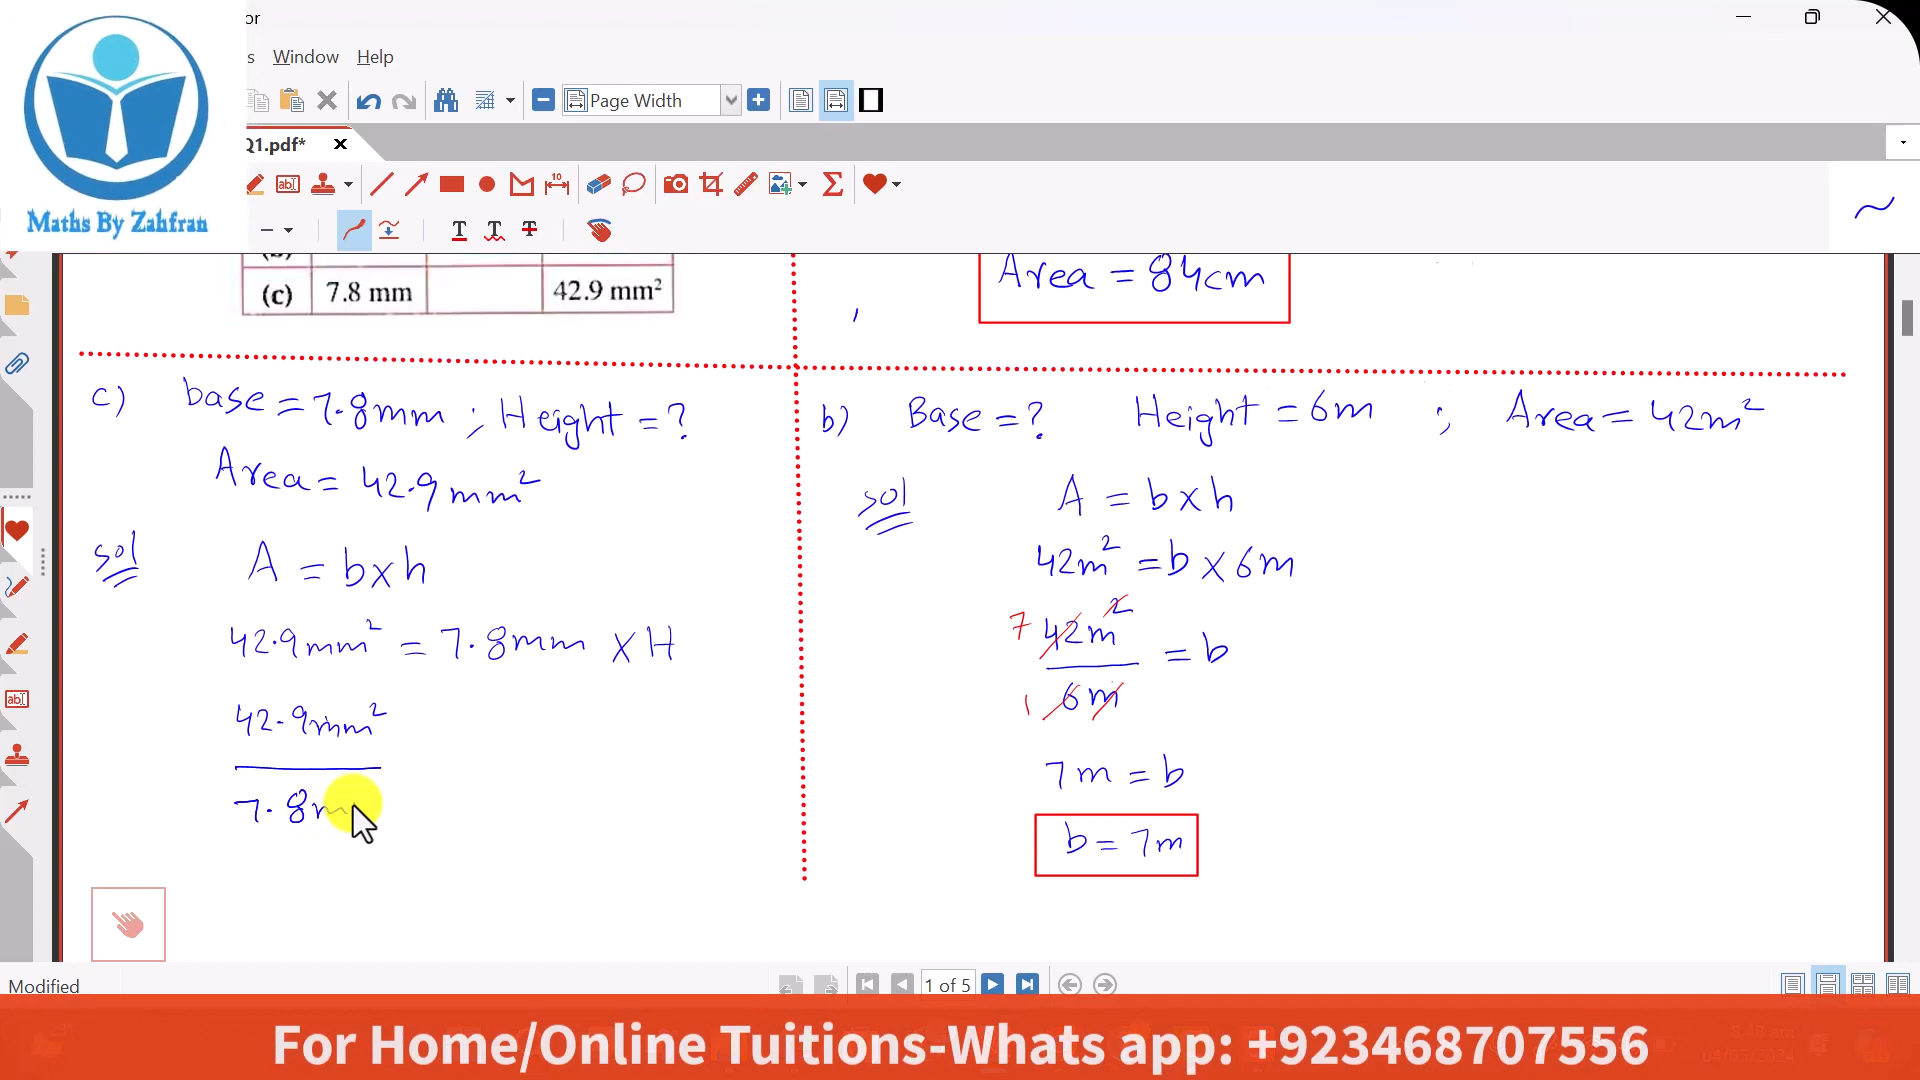 or
s Window Help
Page Width
Q1.pdf*
Maths By Zahfran
(c) 7.8 mm 42.9 mm²
Area = 84cm
c) base = 7.8mm ; Height = ?
Area = 42.9 mm²
sol
A = b x h
42.9mm² = 7.8mm x H
42.9mm²
7.8m
b) Base = ? Height = 6m ; Area = 42m²
sol
A = b x h
42m² = b x 6m
7 42m²
= b
1 6m
7m = b
b = 7m
Modified
1 of 5
For Home/Online Tuitions-Whats app: +923468707556